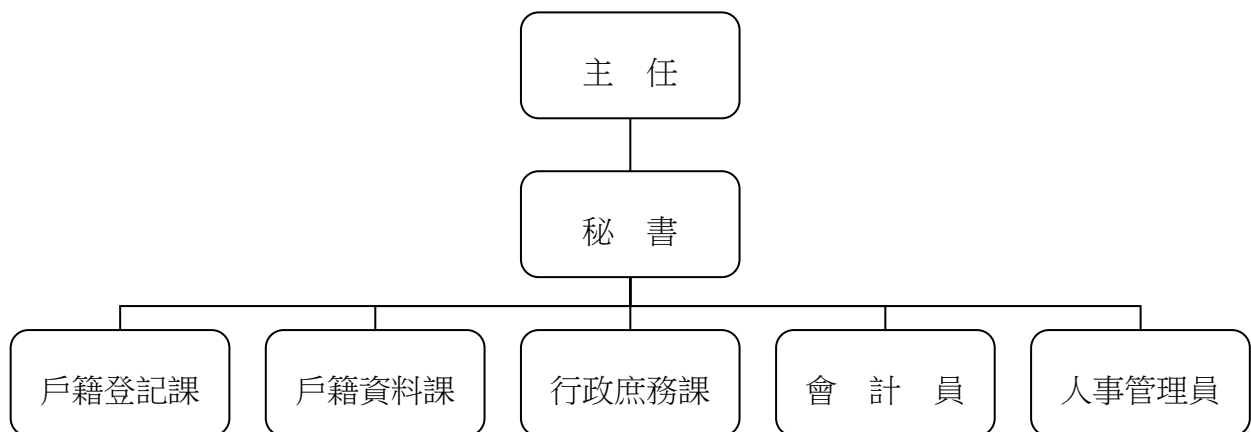 主　任
秘　書
戶籍登記課
戶籍資料課
行政庶務課
會　計　員
人事管理員